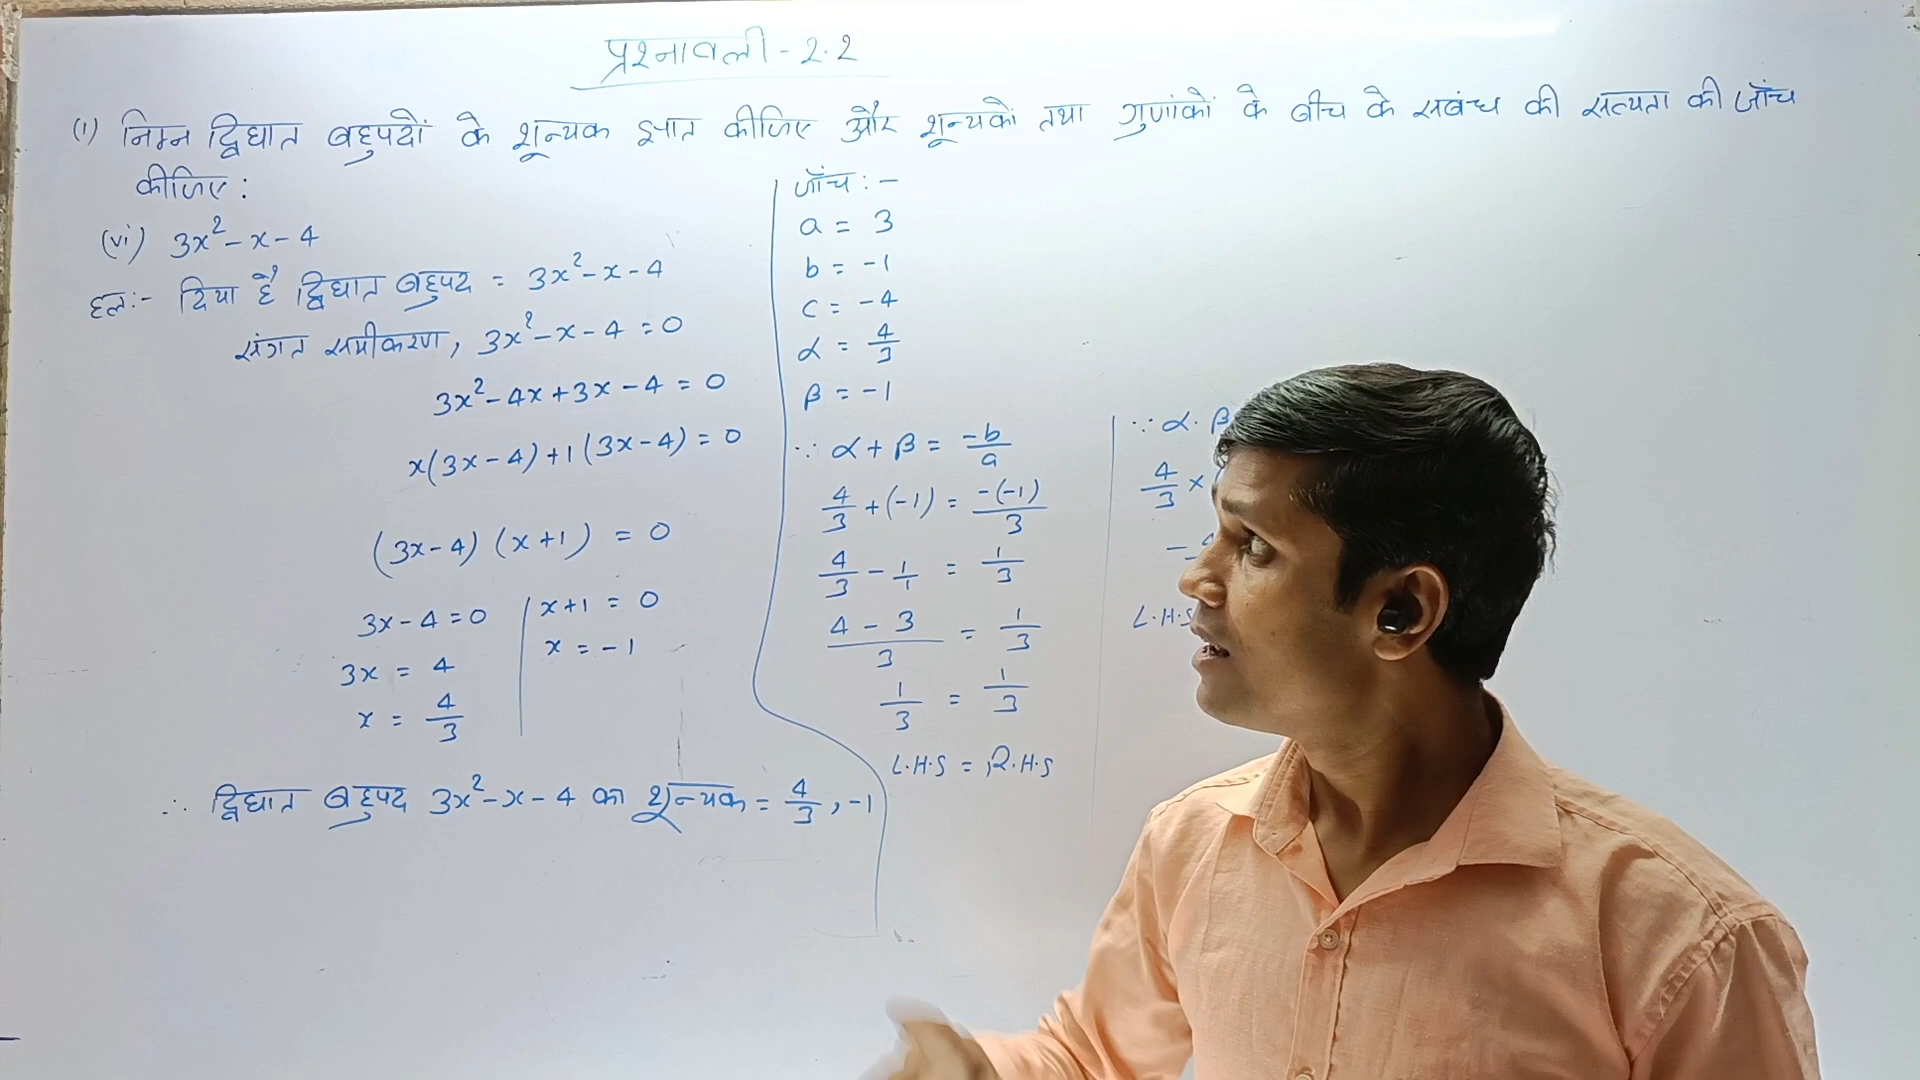 प्रश्नावली - 2.2
(1) निम्न द्विघात बहुपदों के शून्यक ज्ञात कीजिए और शून्यकों तथा गुणांकों के बीच के सबंध की सत्यता की जाँच
कीजिए :
(vi) 3x² - x - 4
हल:- दिया है द्विघात बहुपद = 3x² - x - 4
संगत समीकरण, 3x² - x - 4 = 0
3x² - 4x + 3x - 4 = 0
x(3x - 4) + 1(3x - 4) = 0
(3x - 4) (x + 1) = 0
3x - 4 = 0
3x = 4
x = 4/3
x + 1 = 0
x = -1
∴ द्विघात बहुपद 3x² - x - 4 का शून्यक = 4/3, -1
जाँच : -
a = 3
b = -1
c = -4
α = 4/3
β = -1
∵ α + β = -b/a
4/3 + (-1) = -(-1)/3
4/3 - 1/1 = 1/3
4 - 3/3 = 1/3
1/3 = 1/3
L.H.S = R.H.S
∵ α . β
4/3 ×
L.H.S